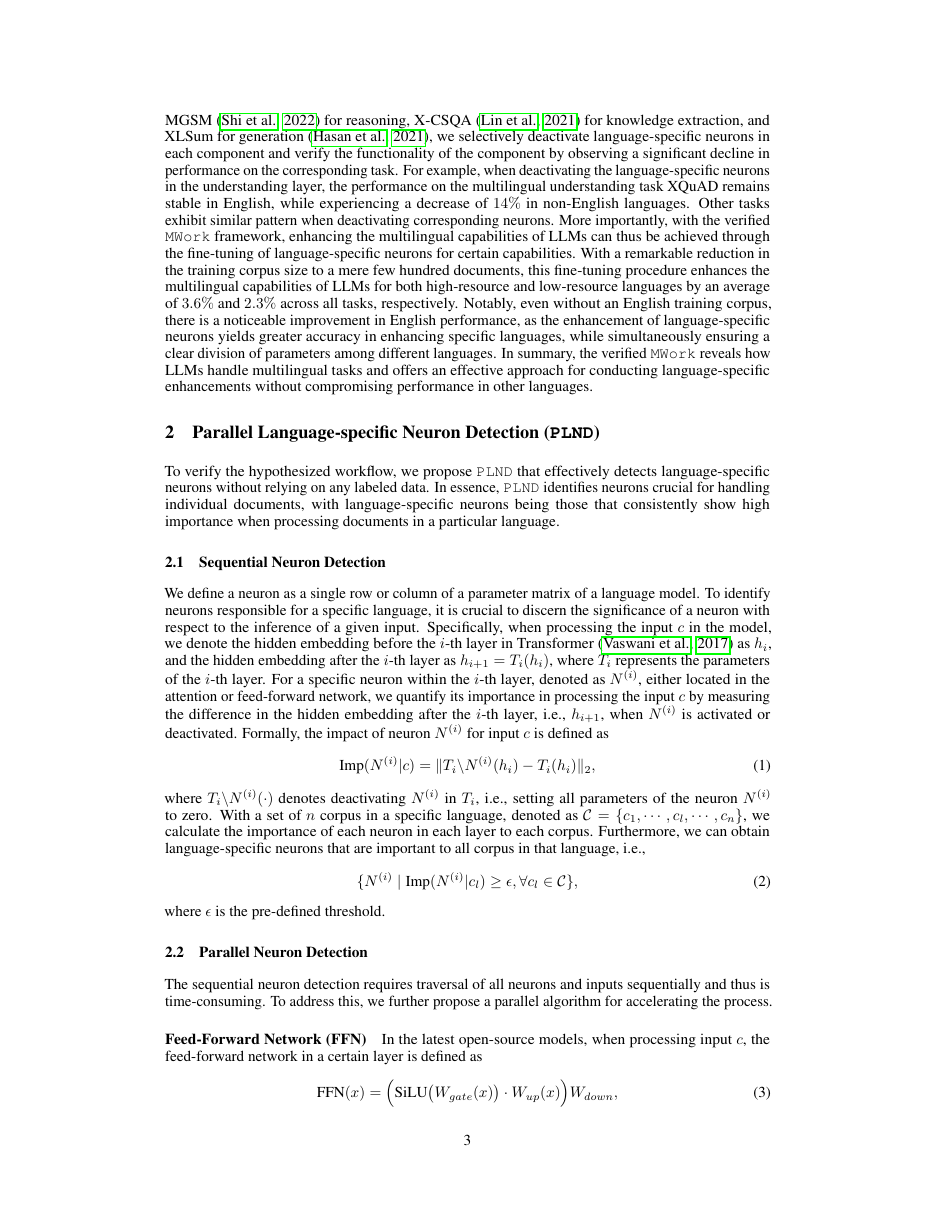 MGSM (Shi et al., 2022) for reasoning, X-CSQA (Lin et al., 2021) for knowledge extraction, and
XLSum for generation (Hasan et al., 2021), we selectively deactivate language-specific neurons in
each component and verify the functionality of the component by observing a significant decline in
performance on the corresponding task. For example, when deactivating the language-specific neurons
in the understanding layer, the performance on the multilingual understanding task XQuAD remains
stable in English, while experiencing a decrease of 14% in non-English languages. Other tasks
exhibit similar pattern when deactivating corresponding neurons. More importantly, with the verified
MWork framework, enhancing the multilingual capabilities of LLMs can thus be achieved through
the fine-tuning of language-specific neurons for certain capabilities. With a remarkable reduction in
the training corpus size to a mere few hundred documents, this fine-tuning procedure enhances the
multilingual capabilities of LLMs for both high-resource and low-resource languages by an average
of 3.6% and 2.3% across all tasks, respectively. Notably, even without an English training corpus,
there is a noticeable improvement in English performance, as the enhancement of language-specific
neurons yields greater accuracy in enhancing specific languages, while simultaneously ensuring a
clear division of parameters among different languages. In summary, the verified MWork reveals how
LLMs handle multilingual tasks and offers an effective approach for conducting language-specific
enhancements without compromising performance in other languages.
2 Parallel Language-specific Neuron Detection (PLND)
To verify the hypothesized workflow, we propose PLND that effectively detects language-specific
neurons without relying on any labeled data. In essence, PLND identifies neurons crucial for handling
individual documents, with language-specific neurons being those that consistently show high
importance when processing documents in a particular language.
2.1 Sequential Neuron Detection
We define a neuron as a single row or column of a parameter matrix of a language model. To identify
neurons responsible for a specific language, it is crucial to discern the significance of a neuron with
respect to the inference of a given input. Specifically, when processing the input c in the model,
we denote the hidden embedding before the i-th layer in Transformer (Vaswani et al., 2017) as h_i,
and the hidden embedding after the i-th layer as h_{i+1} = T_i(h_i), where T_i represents the parameters
of the i-th layer. For a specific neuron within the i-th layer, denoted as N^{(i)}, either located in the
attention or feed-forward network, we quantify its importance in processing the input c by measuring
the difference in the hidden embedding after the i-th layer, i.e., h_{i+1}, when N^{(i)} is activated or
deactivated. Formally, the impact of neuron N^{(i)} for input c is defined as
Imp(N^{(i)}|c) = ‖T_i\N^{(i)}(h_i) − T_i(h_i)‖_2, (1)
where T_i\N^{(i)}(·) denotes deactivating N^{(i)} in T_i, i.e., setting all parameters of the neuron N^{(i)}
to zero. With a set of n corpus in a specific language, denoted as C = {c_1, ··· , c_l, ··· , c_n}, we
calculate the importance of each neuron in each layer to each corpus. Furthermore, we can obtain
language-specific neurons that are important to all corpus in that language, i.e.,
{N^{(i)} | Imp(N^{(i)}|c_l) ≥ ϵ, ∀c_l ∈ C}, (2)
where ϵ is the pre-defined threshold.
2.2 Parallel Neuron Detection
The sequential neuron detection requires traversal of all neurons and inputs sequentially and thus is
time-consuming. To address this, we further propose a parallel algorithm for accelerating the process.
Feed-Forward Network (FFN) In the latest open-source models, when processing input c, the
feed-forward network in a certain layer is defined as
FFN(x) = (SiLU(W_{gate}(x)) · W_{up}(x))W_{down}, (3)
3